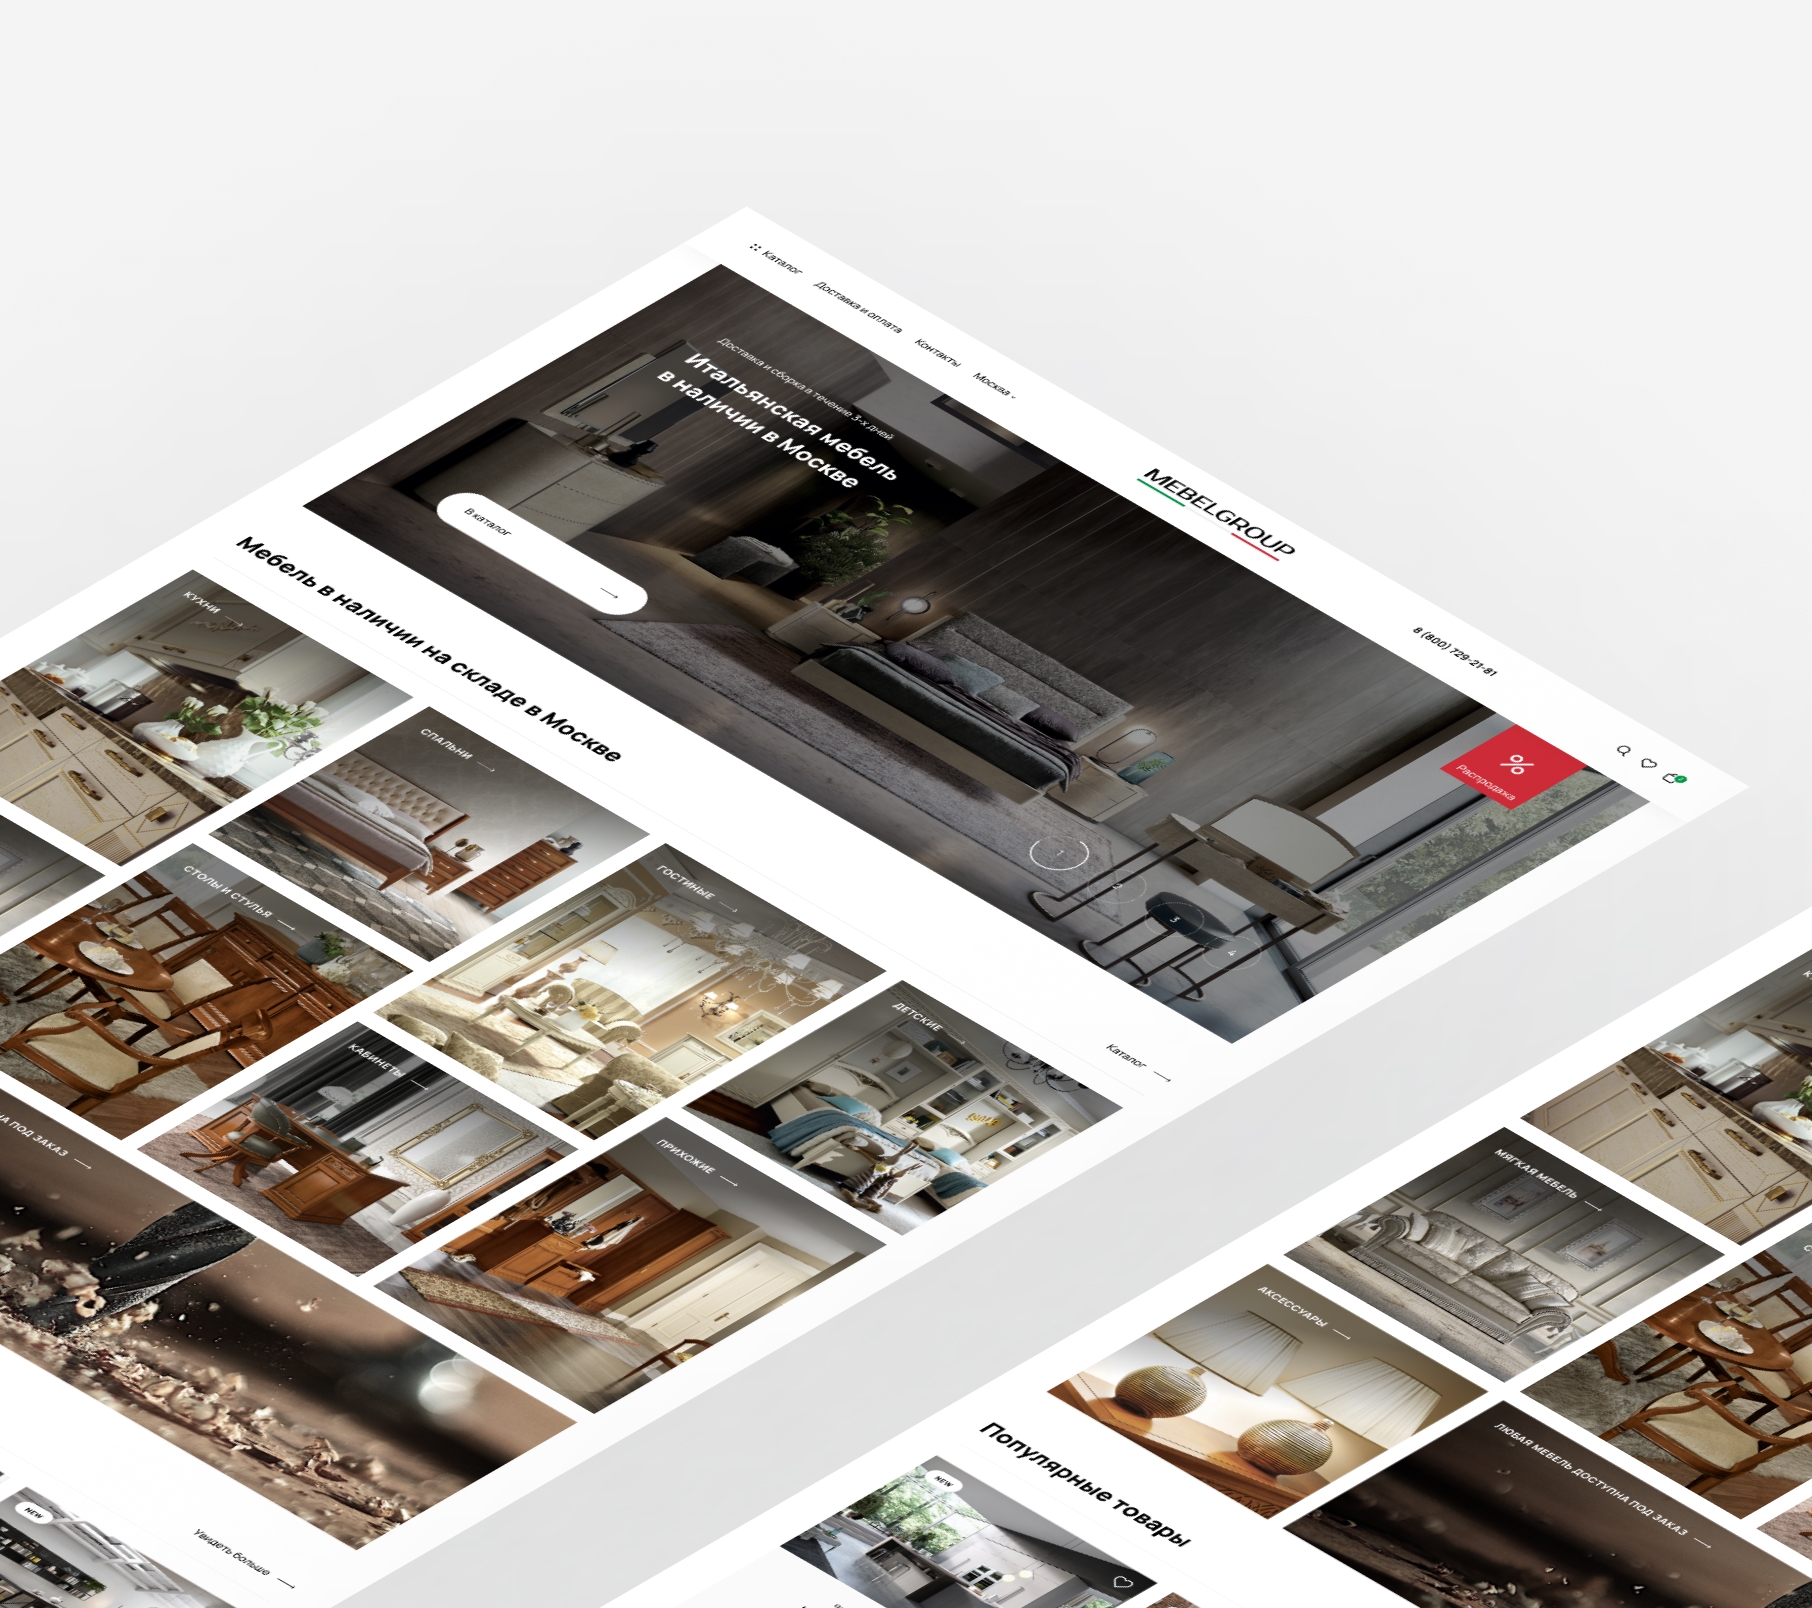 Каталог
Доставка и оплата
Контакты
Москва
MEBELGROUP
8 (800) 729-21-81
Доставка и сборка в течение 3-х дней
Итальянская мебель
в наличии в Москве
В каталог
%
Распродажа
1
2
3
4
Мебель в наличии на складе в Москве
Каталог
КУХНИ
СПАЛЬНИ
ГОСТИНЫЕ
ДЕТСКИЕ
СТОЛЫ И СТУЛЬЯ
КАБИНЕТЫ
ПРИХОЖИЕ
НА ПОД ЗАКАЗ
Увидеть больше
NEW
МЯГКАЯ МЕБЕЛЬ
АКСЕССУАРЫ
ЛЮБАЯ МЕБЕЛЬ ДОСТУПНА ПОД ЗАКАЗ
Популярные товары
NEW